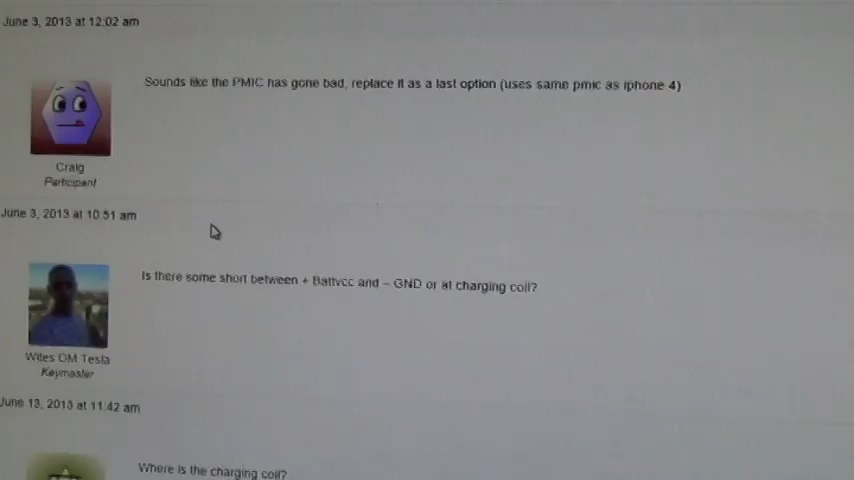 June 3, 2013 at 12:02 am
Sounds like the PMIC has gone bad, replace it as a last option (uses same pmic as iphone 4)
Craig
Participant
June 3, 2013 at 10:51 am
Is there some short between + Battvcc and – GND or at charging coil?
Wites OM Tesla
Keymaster
June 13, 2013 at 11:42 am
Where is the charging coil?